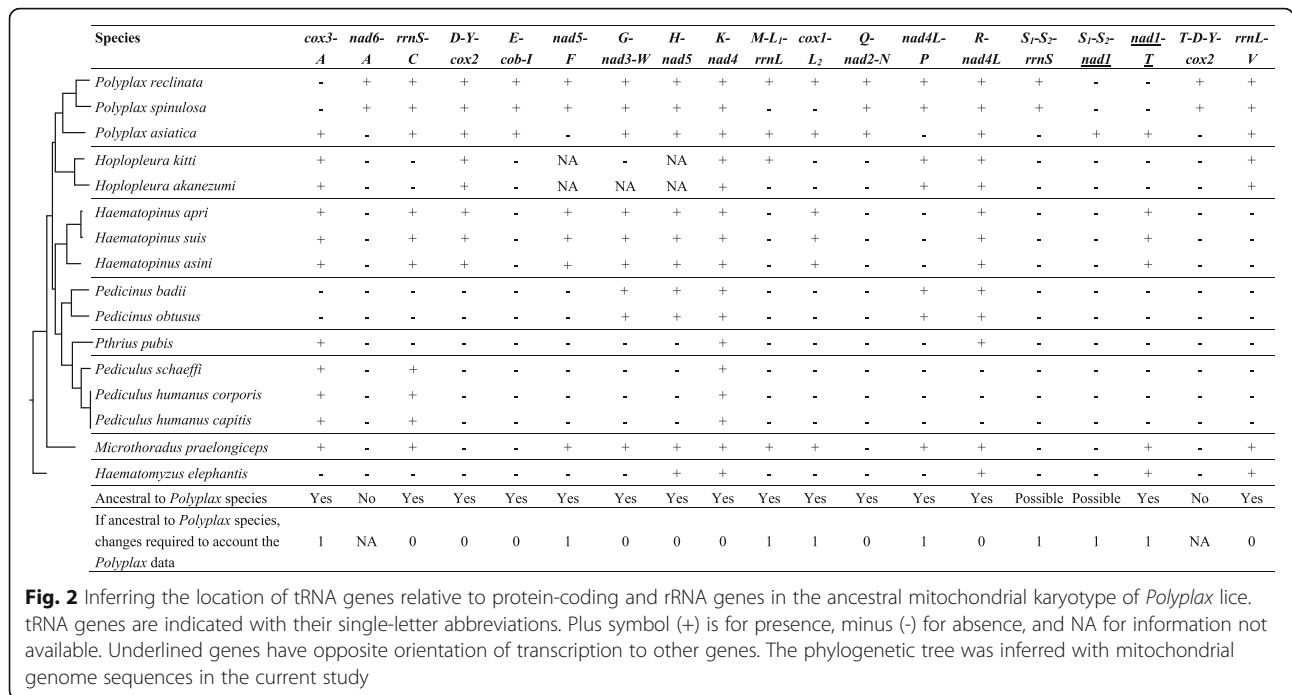 Species cox3- nad6- rrnS- D-Y- E- nad5- G- H- K- M-L1- cox1- Q- nad4L- R- S1-S2- S1-S2- nad1- T-D-Y- rrnL-
A A C cox2 cob-I F nad3-W nad5 nad4 rrnL L2 nad2-N P nad4L rrnS nad1 T cox2 V
Polyplax reclinata - + + + + + + + + + + + + + + - - + +
Polyplax spinulosa - + + + + + + + + - - + + + + - - + +
Polyplax asiatica + - + + + - + + + + + + - + - + + - +
Hoplopleura kitti + - - + - NA - NA + + - - + + - - - - +
Hoplopleura akanezumi + - - + - NA NA NA + - - - + + - - - - +
Haematopinus apri + - + + - + + + + - + - - + - - + - -
Haematopinus suis + - + + - + + + + - + - - + - - + - -
Haematopinus asini + - + + - + + + + - + - - + - - + - -
Pedicinus badii - - - - - - + + + - - - + + - - - - -
Pedicinus obtusus - - - - - - + + + - - - + + - - - - -
Pthrius pubis + - - - - - - - + - - - - + - - - - -
Pediculus schaeffi + - + - - - - - + - - - - - - - - - -
Pediculus humanus corporis + - + - - - - - + - - - - - - - - - -
Pediculus humanus capitis + - + - - - - - + - - - - - - - - - -
Microthoradus praelongiceps + - + - - + + + + + + - + + - - + - +
Haematomyzus elephantis - - - - - - - + + - - - - + - - + - +
Ancestral to Polyplax species Yes No Yes Yes Yes Yes Yes Yes Yes Yes Yes Yes Yes Yes Possible Possible Yes No Yes
If ancestral to Polyplax species,
changes required to account the 1 NA 0 0 0 1 0 0 0 1 1 0 1 0 1 1 1 NA 0
Polyplax data
Fig. 2 Inferring the location of tRNA genes relative to protein-coding and rRNA genes in the ancestral mitochondrial karyotype of Polyplax lice.
tRNA genes are indicated with their single-letter abbreviations. Plus symbol (+) is for presence, minus (-) for absence, and NA for information not
available. Underlined genes have opposite orientation of transcription to other genes. The phylogenetic tree was inferred with mitochondrial
genome sequences in the current study